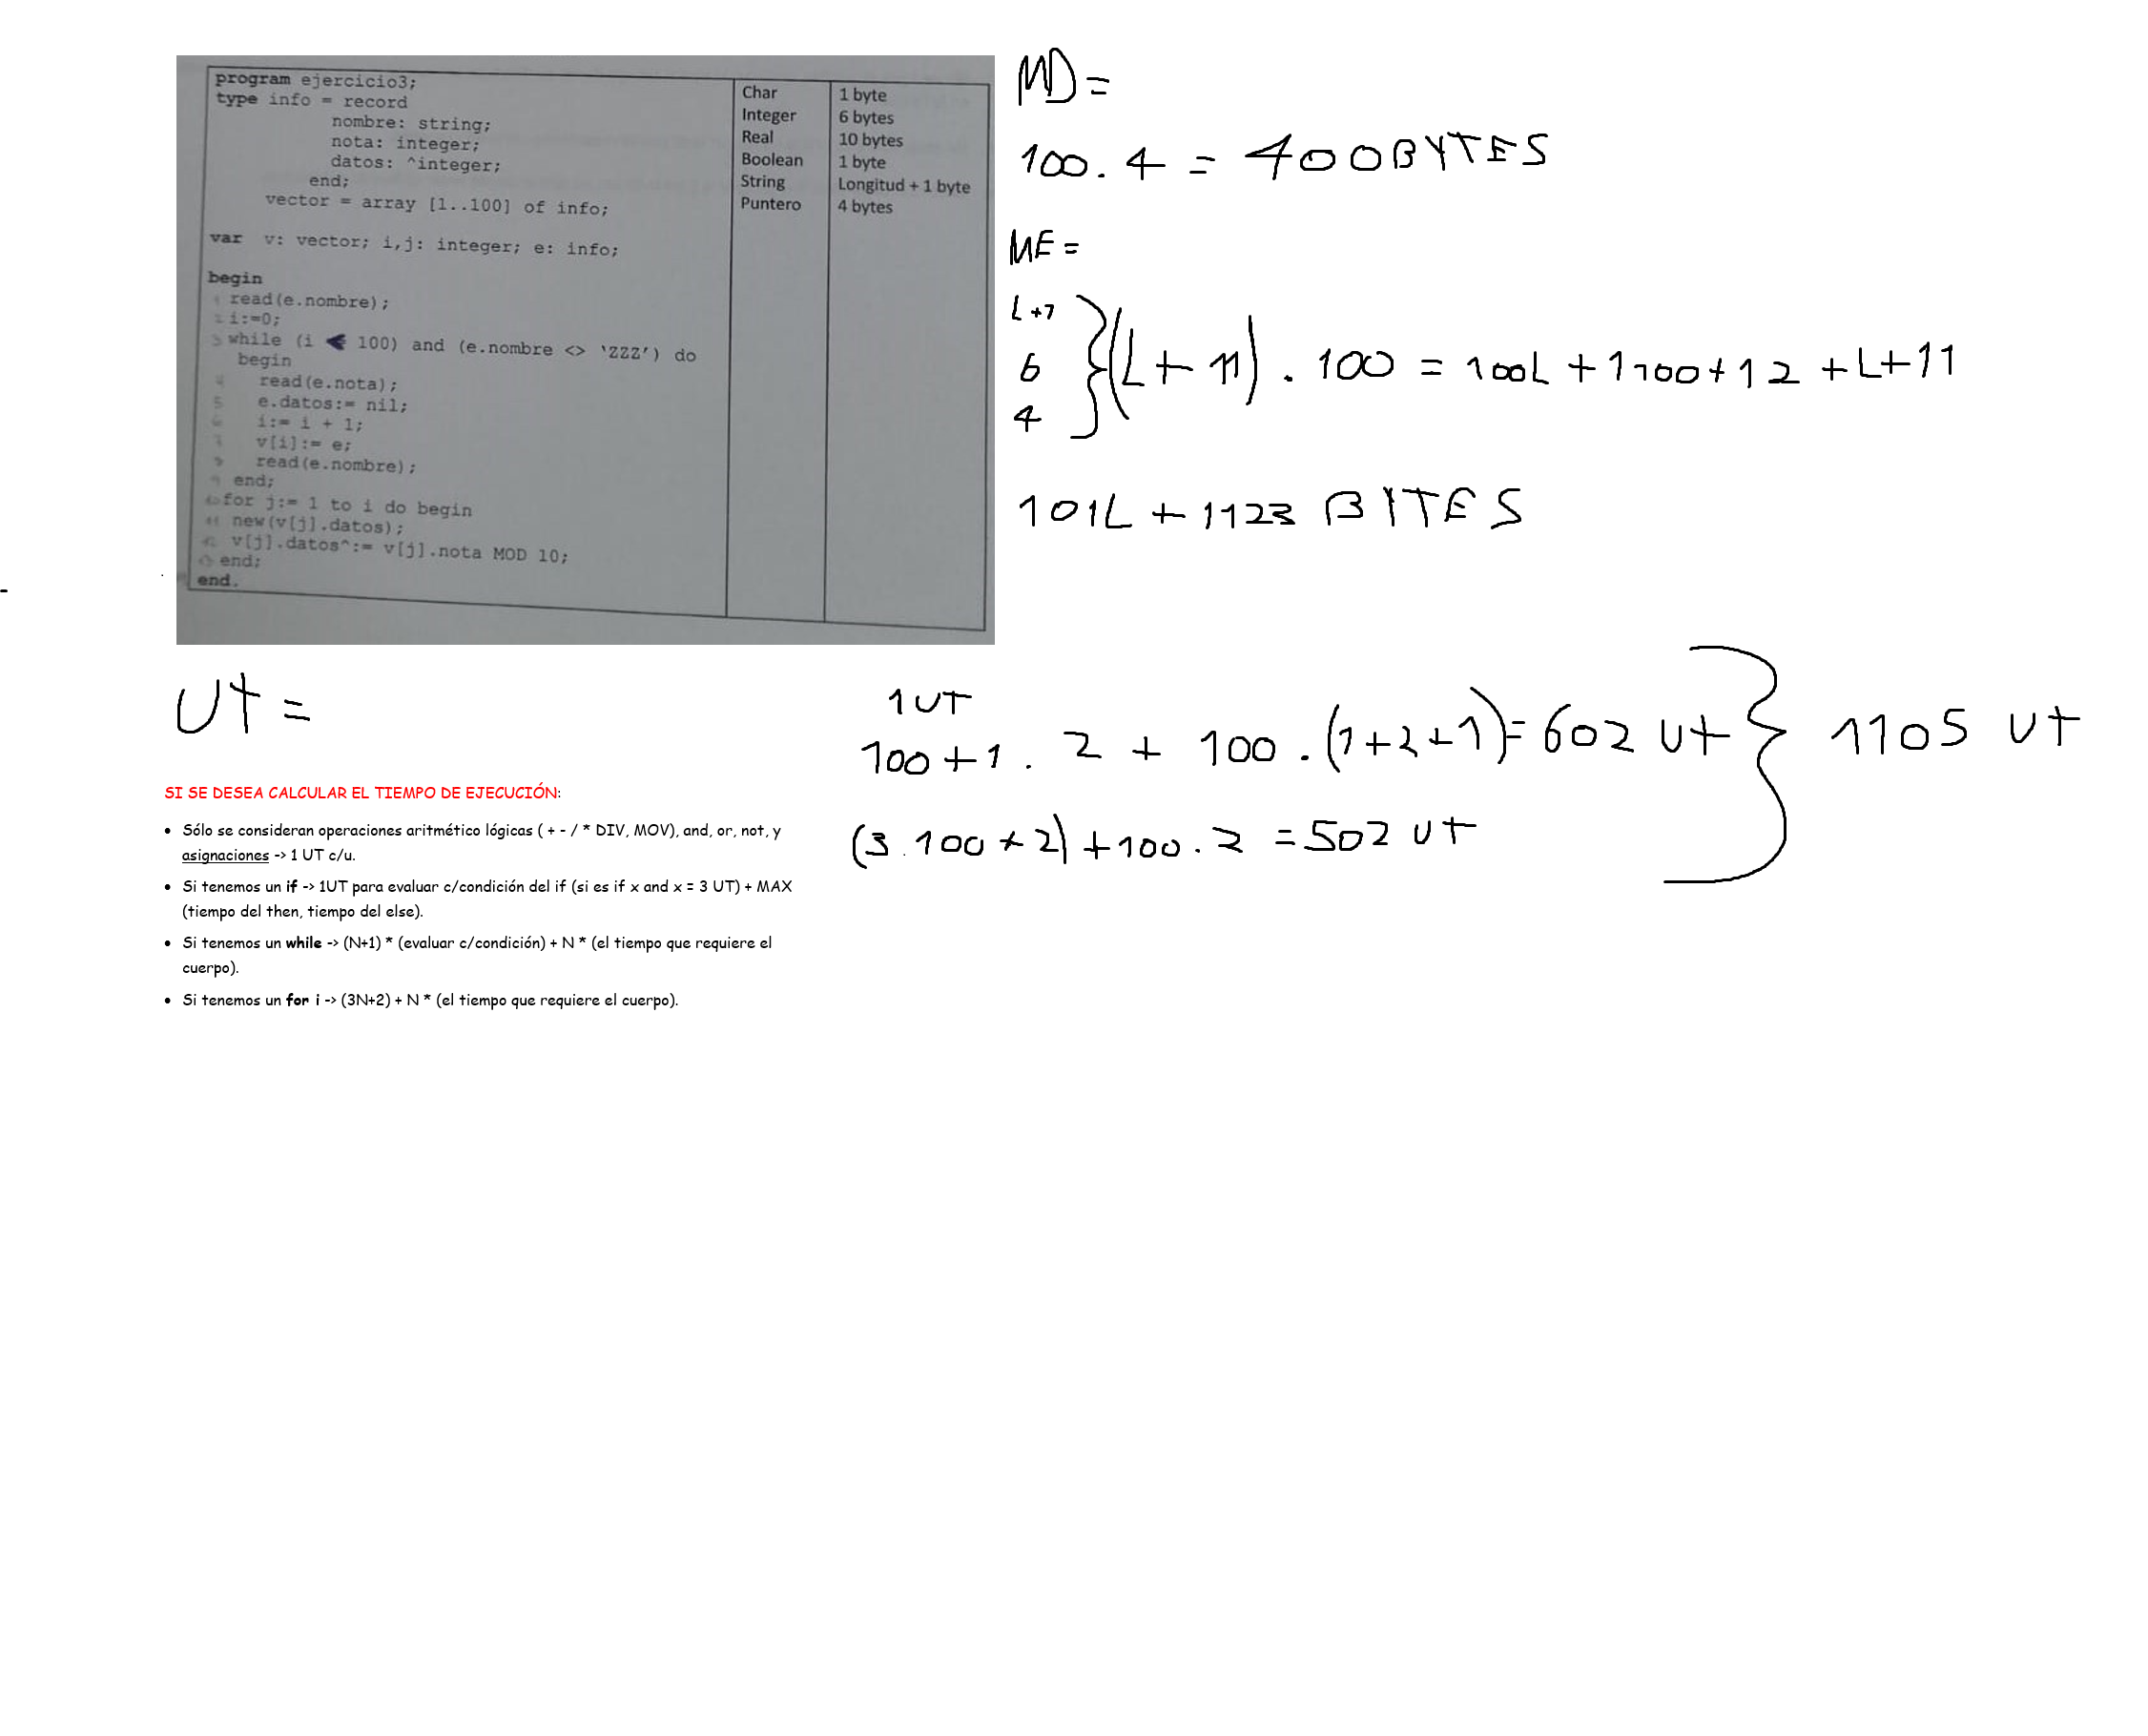 program ejercicio3;
type info = record
nombre: string;
nota: integer;
datos: ^integer;
end;
vector = array [1..100] of info;
var v: vector; i,j: integer; e: info;
begin
1 read(e.nombre);
2 i:=0;
3 while (i < 100) and (e.nombre <> 'ZZZ') do
begin
4 read(e.nota);
5 e.datos:= nil;
6 i:= i + 1;
7 v[i]:= e;
read(e.nombre);
9 end;
10 for j:= 1 to i do begin
11 new(v[j].datos);
12 v[j].datos^:= v[j].nota MOD 10;
13 end;
end.
Char 1 byte
Integer 6 bytes
Real 10 bytes
Boolean 1 byte
String Longitud + 1 byte
Puntero 4 bytes
MD =
100 . 4 = 400 BYTES
ME =
L+1
6
4
(L + 11) . 100 = 100L + 1100 + 12 + L + 11
101L + 1123 BYTES
Ut =
1 UT
100 + 1 . 2 + 100 . (1+2+1) = 602 Ut
(3 . 100 + 2) + 100 . 2 = 502 Ut
1105 Ut
SI SE DESEA CALCULAR EL TIEMPO DE EJECUCIÓN:
• Sólo se consideran operaciones aritmético lógicas ( + - / * DIV, MOV), and, or, not, y
asignaciones -> 1 UT c/u.
• Si tenemos un if -> 1UT para evaluar c/condición del if (si es if x and x = 3 UT) + MAX
(tiempo del then, tiempo del else).
• Si tenemos un while -> (N+1) * (evaluar c/condición) + N * (el tiempo que requiere el
cuerpo).
• Si tenemos un for i -> (3N+2) + N * (el tiempo que requiere el cuerpo).